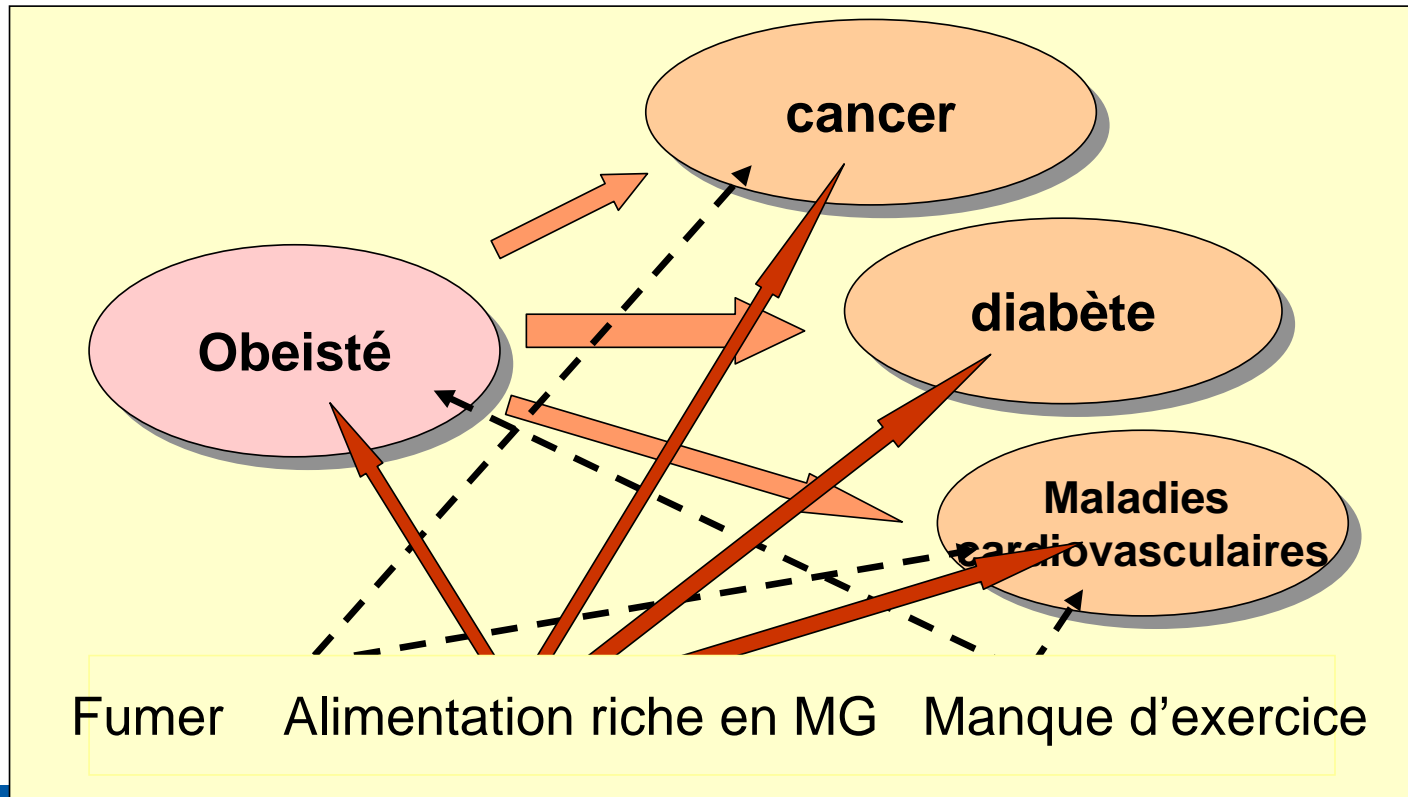 cancer
diabète
Obeisté
Maladies
cardiovasculaires
Fumer Alimentation riche en MG Manque d’exercice